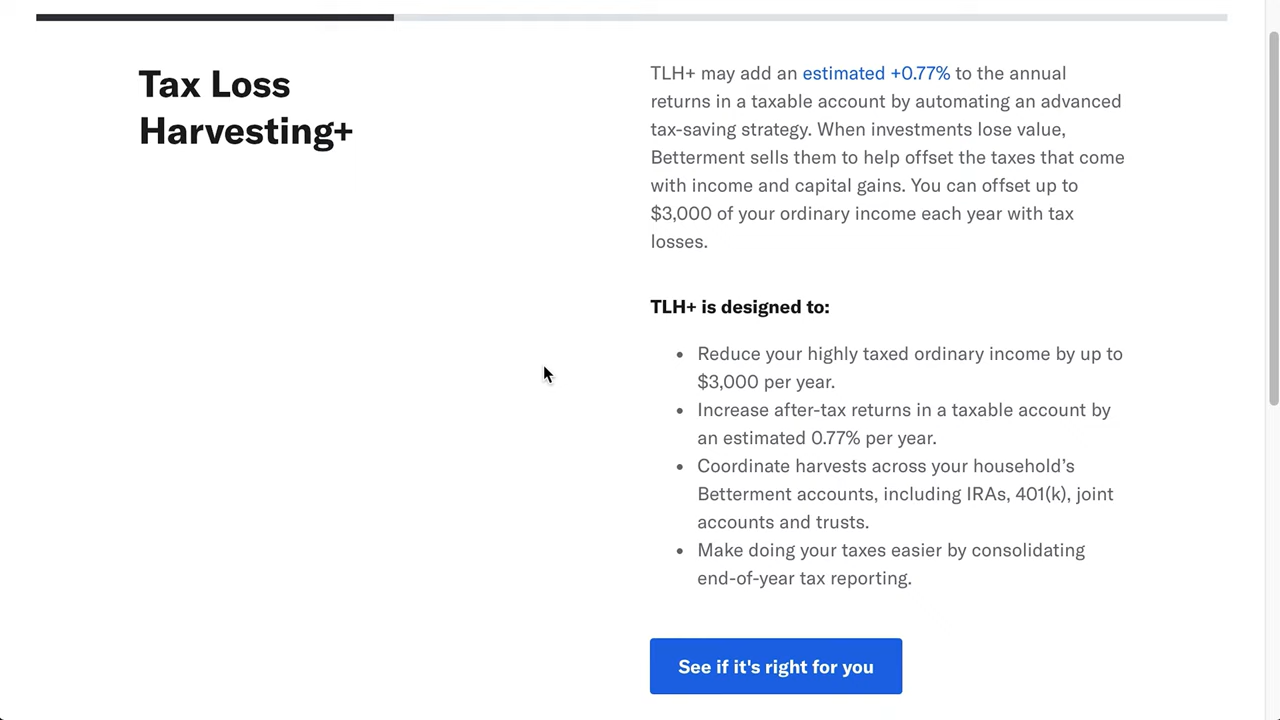 Tax Loss
Harvesting+
TLH+ may add an estimated +0.77% to the annual
returns in a taxable account by automating an advanced
tax-saving strategy. When investments lose value,
Betterment sells them to help offset the taxes that come
with income and capital gains. You can offset up to
$3,000 of your ordinary income each year with tax
losses.
TLH+ is designed to:
• Reduce your highly taxed ordinary income by up to
$3,000 per year.
• Increase after-tax returns in a taxable account by
an estimated 0.77% per year.
• Coordinate harvests across your household’s
Betterment accounts, including IRAs, 401(k), joint
accounts and trusts.
• Make doing your taxes easier by consolidating
end-of-year tax reporting.
See if it's right for you